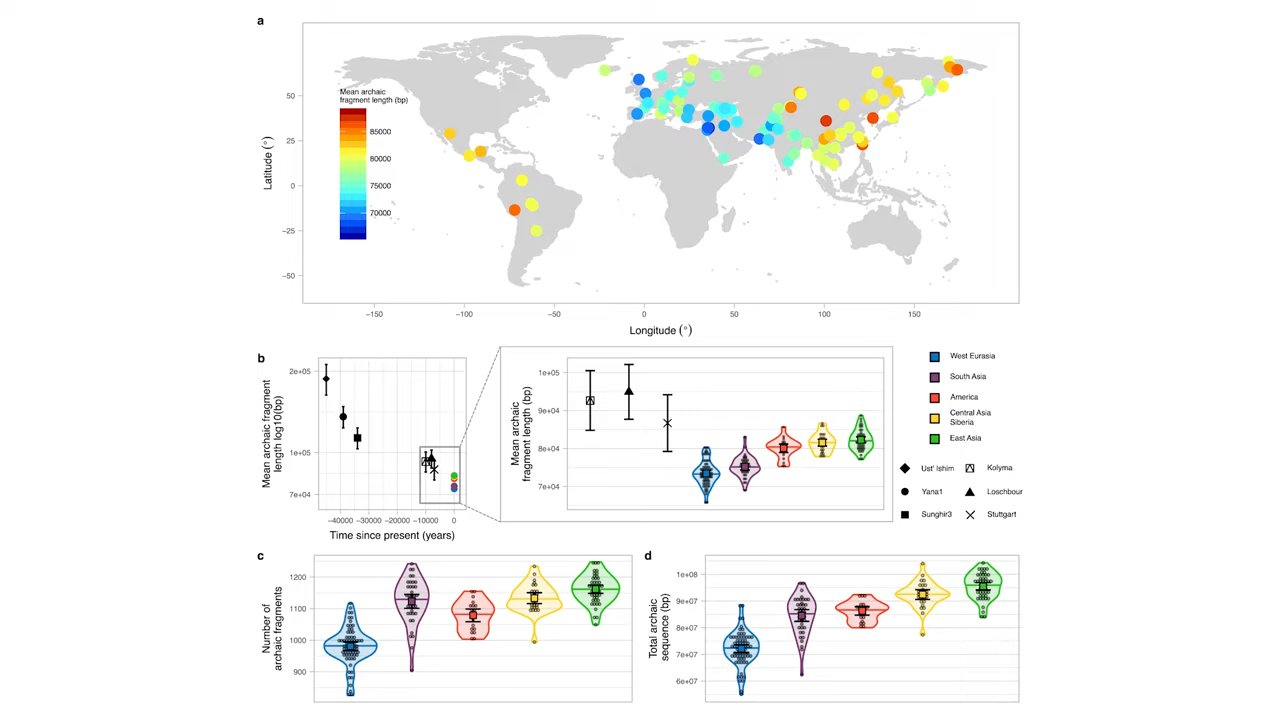 a
Mean archaic
fragment length (bp)
85000
80000
75000
70000
Latitude (°)
50
25
0
−25
−50
−150
−100
−50
0
50
100
150
Longitude (°)
b
Mean archaic fragment
length log10(bp)
2e+05
1e+05
7e+04
−40000
−30000
−20000
−10000
0
Time since present (years)
Mean archaic
fragment length (bp)
1e+05
9e+04
8e+04
7e+04
West Eurasia
South Asia
America
Central Asia
Siberia
East Asia
Ust' Ishim
Kolyma
Yana1
Loschbour
Sunghir3
Stuttgart
c
Number of
archaic fragments
1200
1100
1000
900
d
Total archaic
sequence (bp)
1e+08
9e+07
8e+07
7e+07
6e+07